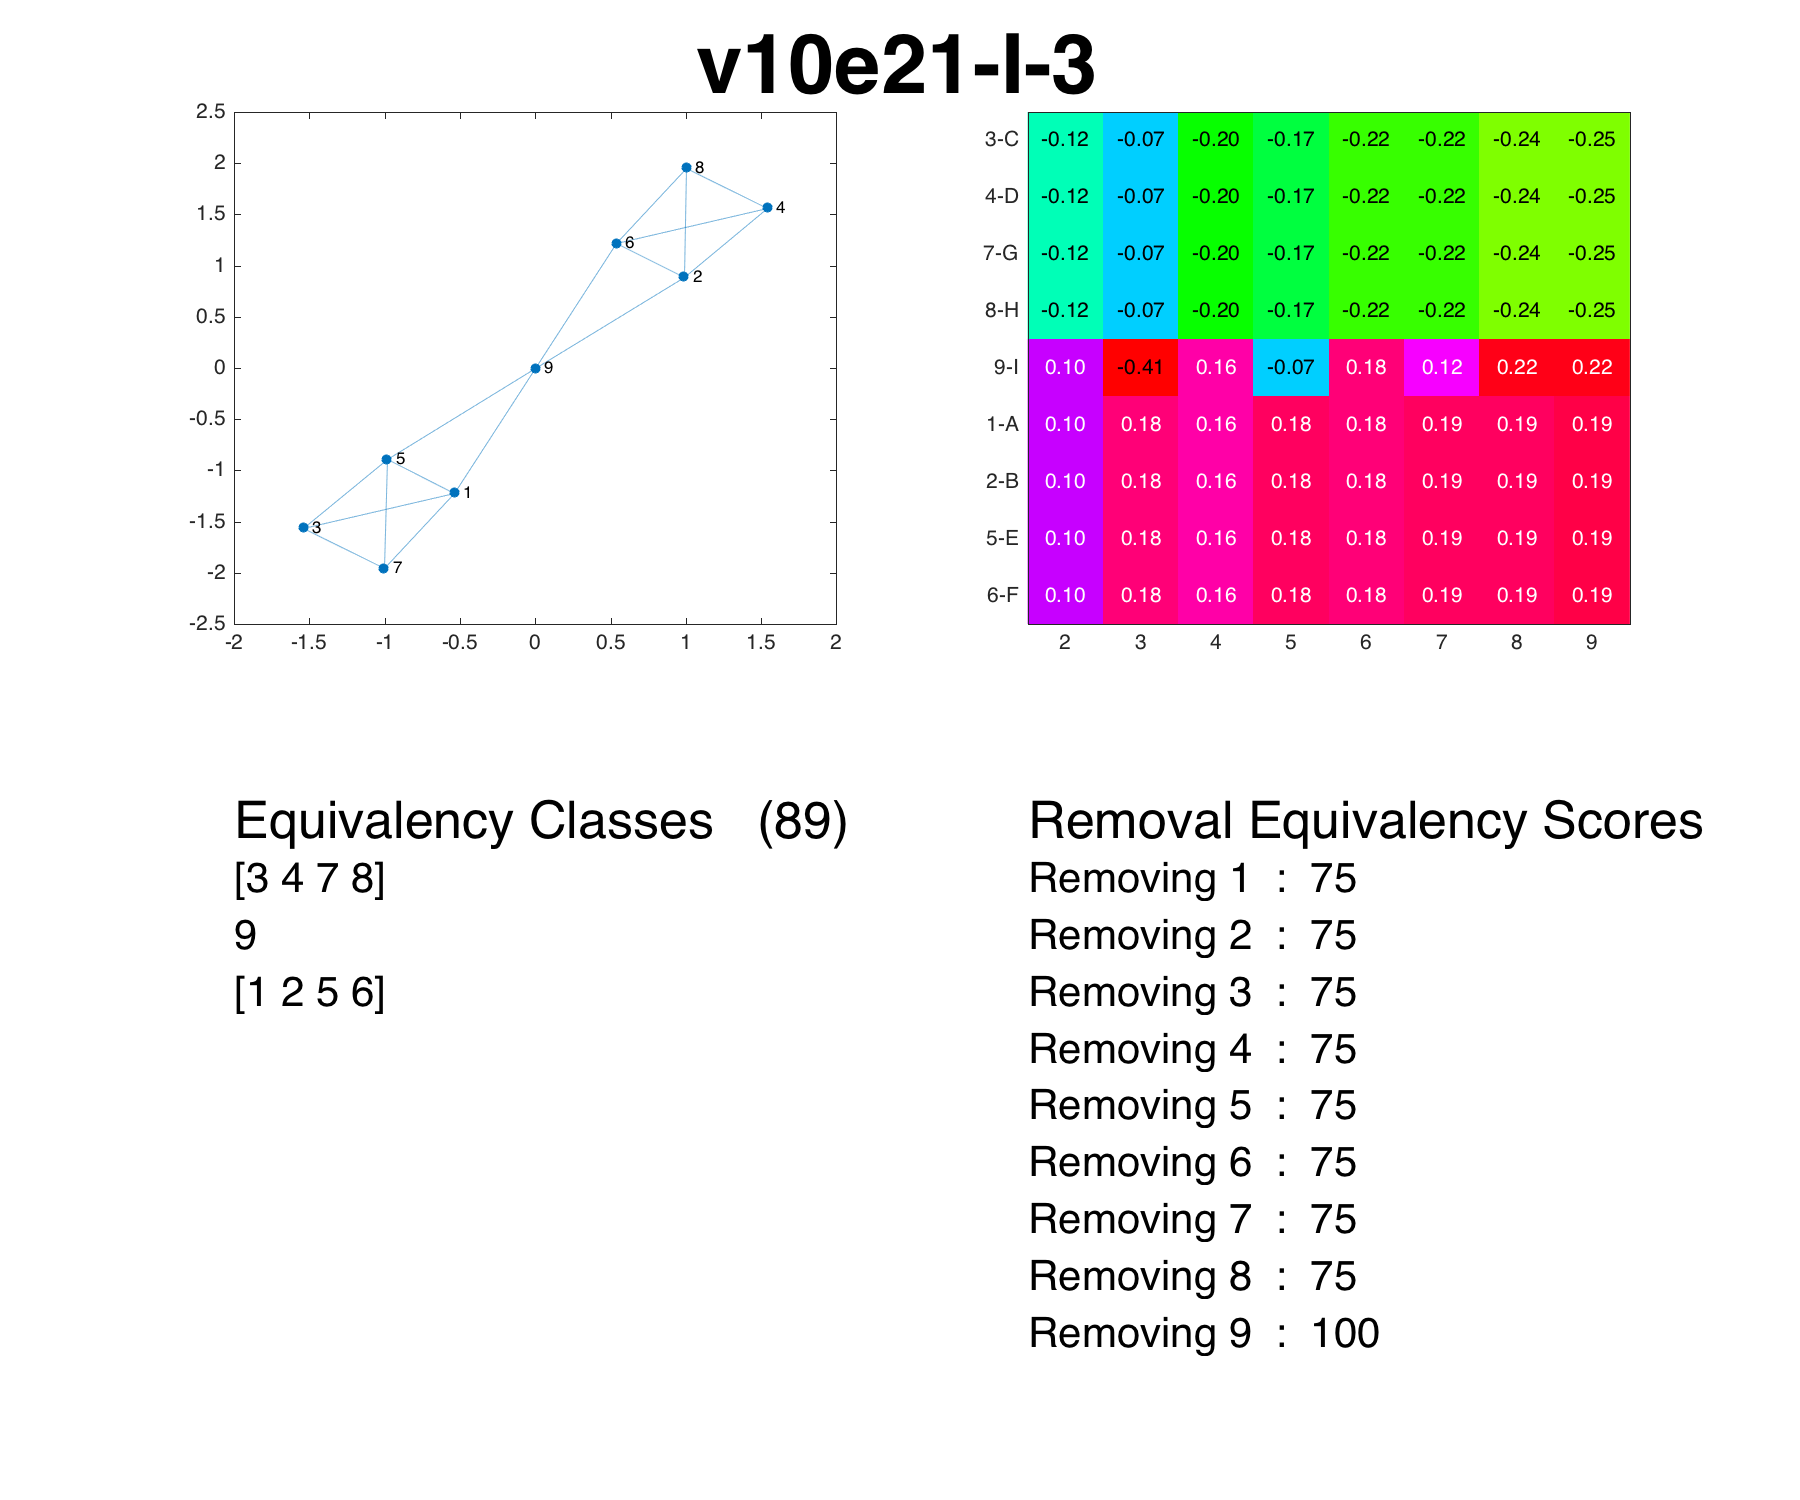 v10e21-I-3
2.5
2
1.5
1
0.5
0
-0.5
-1
-1.5
-2
-2.5
-2 -1.5 -1 -0.5 0 0.5 1 1.5 2
8
4
6
2
9
5
1
3
7
3-C -0.12 -0.07 -0.20 -0.17 -0.22 -0.22 -0.24 -0.25
4-D -0.12 -0.07 -0.20 -0.17 -0.22 -0.22 -0.24 -0.25
7-G -0.12 -0.07 -0.20 -0.17 -0.22 -0.22 -0.24 -0.25
8-H -0.12 -0.07 -0.20 -0.17 -0.22 -0.22 -0.24 -0.25
9-I 0.10 -0.41 0.16 -0.07 0.18 0.12 0.22 0.22
1-A 0.10 0.18 0.16 0.18 0.18 0.19 0.19 0.19
2-B 0.10 0.18 0.16 0.18 0.18 0.19 0.19 0.19
5-E 0.10 0.18 0.16 0.18 0.18 0.19 0.19 0.19
6-F 0.10 0.18 0.16 0.18 0.18 0.19 0.19 0.19
2 3 4 5 6 7 8 9
Equivalency Classes (89)
[3 4 7 8]
9
[1 2 5 6]
Removal Equivalency Scores
Removing 1 : 75
Removing 2 : 75
Removing 3 : 75
Removing 4 : 75
Removing 5 : 75
Removing 6 : 75
Removing 7 : 75
Removing 8 : 75
Removing 9 : 100